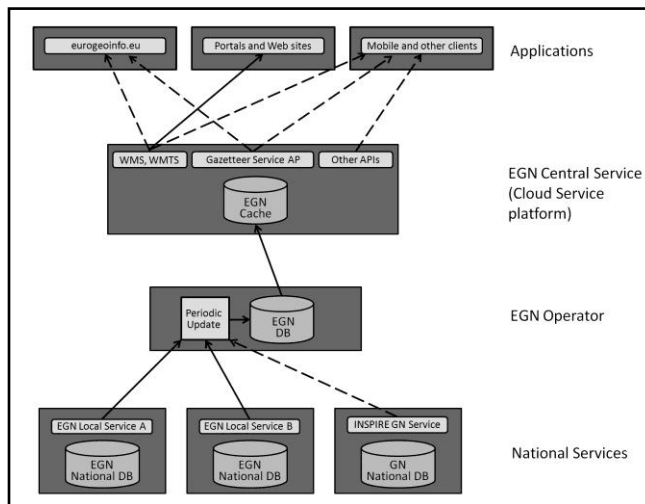 eurogeoinfo.eu
Portals and Web sites
Mobile and other clients
Applications
WMS, WMTS
Gazetteer Service AP
Other APIs
EGN
Cache
EGN Central Service
(Cloud Service
platform)
Periodic
Update
EGN
DB
EGN Operator
EGN Local Service A
EGN
National DB
EGN Local Service B
EGN
National DB
INSPIRE GN Service
GN
National DB
National Services